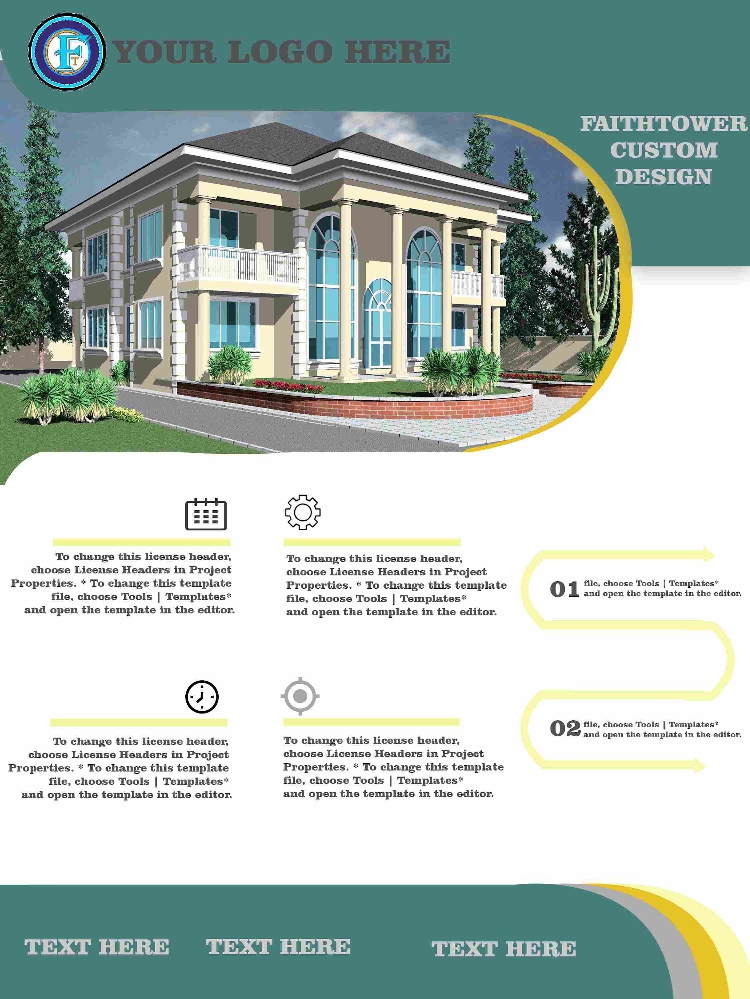 F
T
YOUR LOGO HERE
FAITHTOWER
CUSTOM
DESIGN
To change this license header,
choose License Headers in Project
Properties. * To change this template
file, choose Tools | Templates*
and open the template in the editor.
To change this license header,
choose License Headers in Project
Properties. * To change this template
file, choose Tools | Templates*
and open the template in the editor.
01
file, choose Tools | Templates*
and open the template in the editor.
To change this license header,
choose License Headers in Project
Properties. * To change this template
file, choose Tools | Templates*
and open the template in the editor.
To change this license header,
choose License Headers in Project
Properties. * To change this template
file, choose Tools | Templates*
and open the template in the editor.
02
file, choose Tools | Templates*
and open the template in the editor.
TEXT HERE
TEXT HERE
TEXT HERE